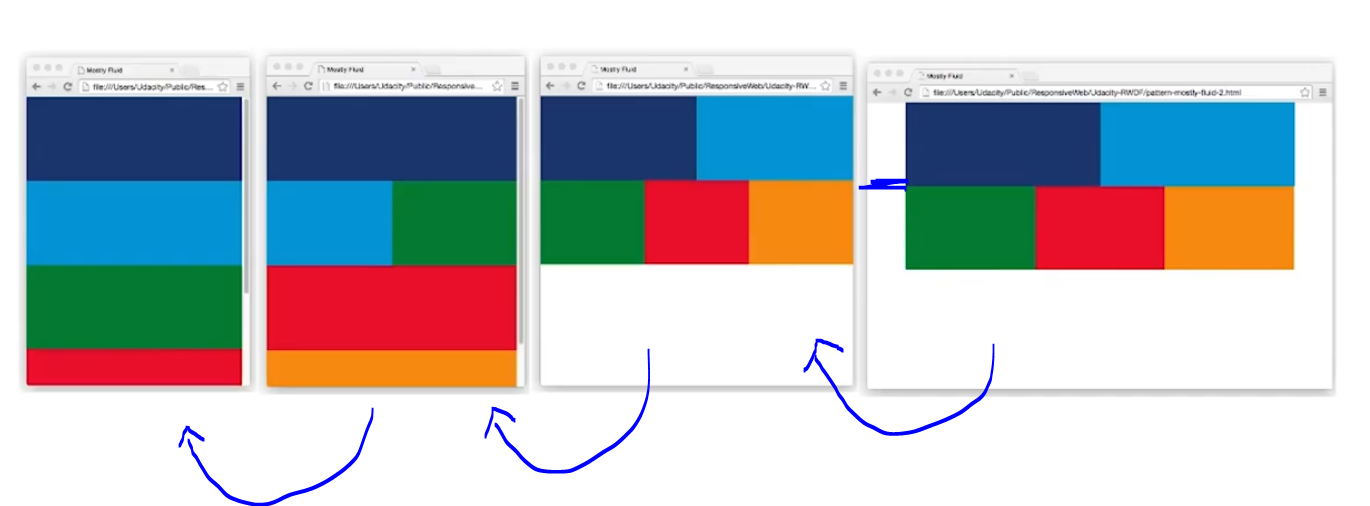 Mostly Fluid
file:///Users/Udacity/Public/Res...
Mostly Fluid
file:///Users/Udacity/Public/Responsive...
Mostly Fluid
file:///Users/Udacity/Public/ResponsiveWeb/Udacity-RW...
Mostly Fluid
file:///Users/Udacity/Public/ResponsiveWeb/Udacity-RWDF/pattern-mostly-fluid-2.html